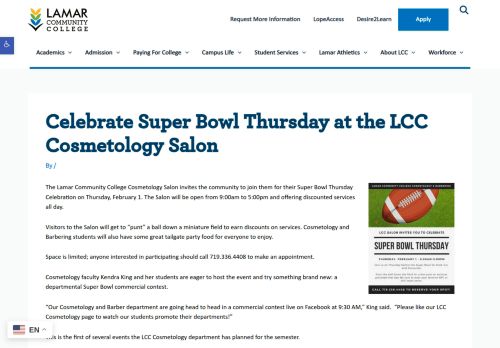 LAMAR
COMMUNITY
COLLEGE
Request More Information
LopeAccess
Desire2Learn
Apply
Academics
Admission
Paying For College
Campus Life
Student Services
Lamar Athletics
About LCC
Workforce
Celebrate Super Bowl Thursday at the LCC
Cosmetology Salon
By /
The Lamar Community College Cosmetology Salon invites the community to join them for their Super Bowl Thursday
Celebration on Thursday, February 1. The Salon will be open from 9:00am to 5:00pm and offering discounted services
all day.
Visitors to the Salon will get to "punt" a ball down a miniature field to earn discounts on services. Cosmetology and
Barbering students will also have some great tailgate party food for everyone to enjoy.
Space is limited; anyone interested in participating should call 719.336.4408 to make an appointment.
Cosmetology faculty Kendra King and her students are eager to host the event and try something brand new: a
departmental Super Bowl commercial contest.
"Our Cosmetology and Barber department are going head to head in a commercial contest live on Facebook at 9:30 AM," King said. "Please like our LCC
Cosmetology page to watch our students promote their departments!"
is the first of several events the LCC Cosmetology department has planned for the semester.
LAMAR COMMUNITY COLLEGE COSMETOLOGY & BARBERING
LCC SALON INVITES YOU TO CELEBRATE
SUPER BOWL THURSDAY
THURSDAY, FEBRUARY 1
CALL 719.336.4408 TO RESERVE YOUR SPOT
EN